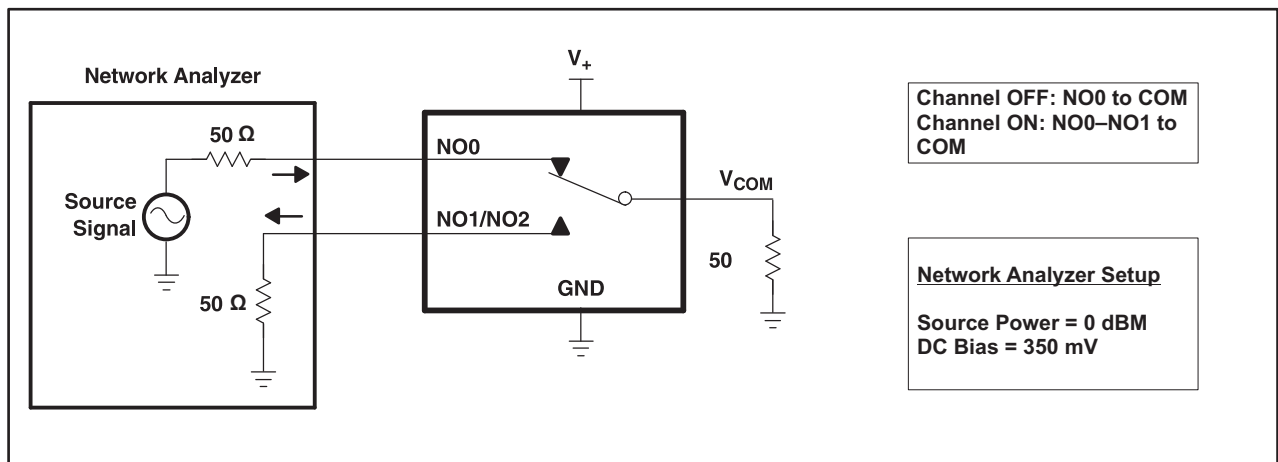 Network Analyzer
50 Ω
Source
Signal
50 Ω
V+
NO0
NO1/NO2
GND
VCOM
50
Channel OFF: NO0 to COM
Channel ON: NO0–NO1 to
COM
Network Analyzer Setup
Source Power = 0 dBM
DC Bias = 350 mV